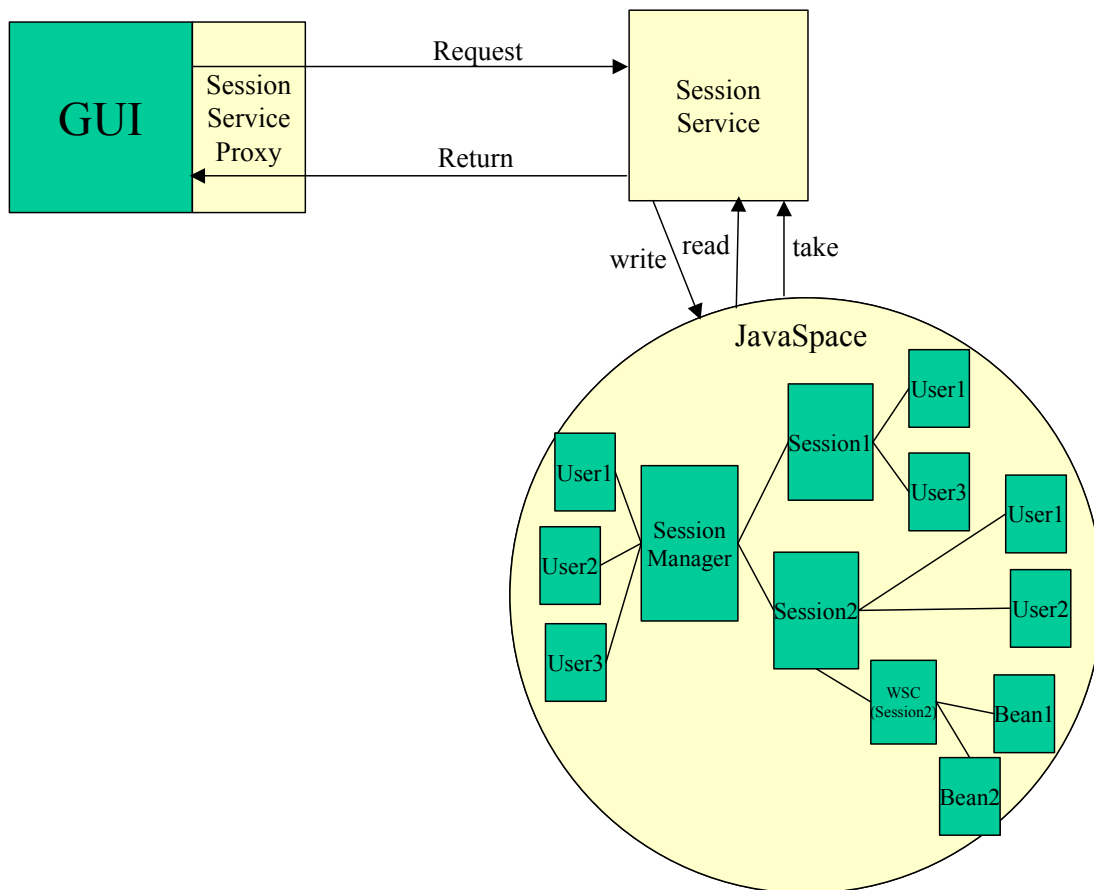 GUI
Session
Service
Proxy
Request
Return
Session
Service
write
read
take
JavaSpace
User1
User2
User3
Session
Manager
Session1
User1
User3
Session2
User1
User2
WSC
(Session2)
Bean1
Bean2